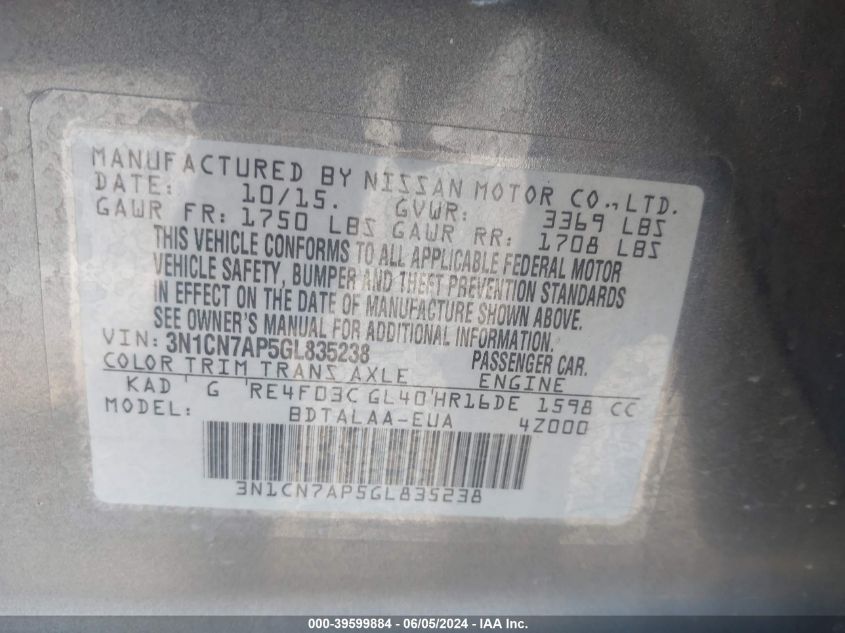 MANUFACTURED BY NISSAN MOTOR CO., LTD.
DATE: 10/15. GVWR: 3369 LBS
GAWR FR: 1750 LBS GAWR RR: 1708 LBS
THIS VEHICLE CONFORMS TO ALL APPLICABLE FEDERAL MOTOR
VEHICLE SAFETY, BUMPER AND THEFT PREVENTION STANDARDS
IN EFFECT ON THE DATE OF MANUFACTURE SHOWN ABOVE.
SEE OWNER'S MANUAL FOR ADDITIONAL INFORMATION.
VIN: 3N1CN7AP5GL835238 PASSENGER CAR.
COLOR TRIM TRANS AXLE ENGINE
KAD G RE4F03C GL40 HR16DE 1598 CC
MODEL: BDTALAA-EUA 4Z000
3N1CN7AP5GL835238
000-39599884 - 06/05/2024 - IAA Inc.